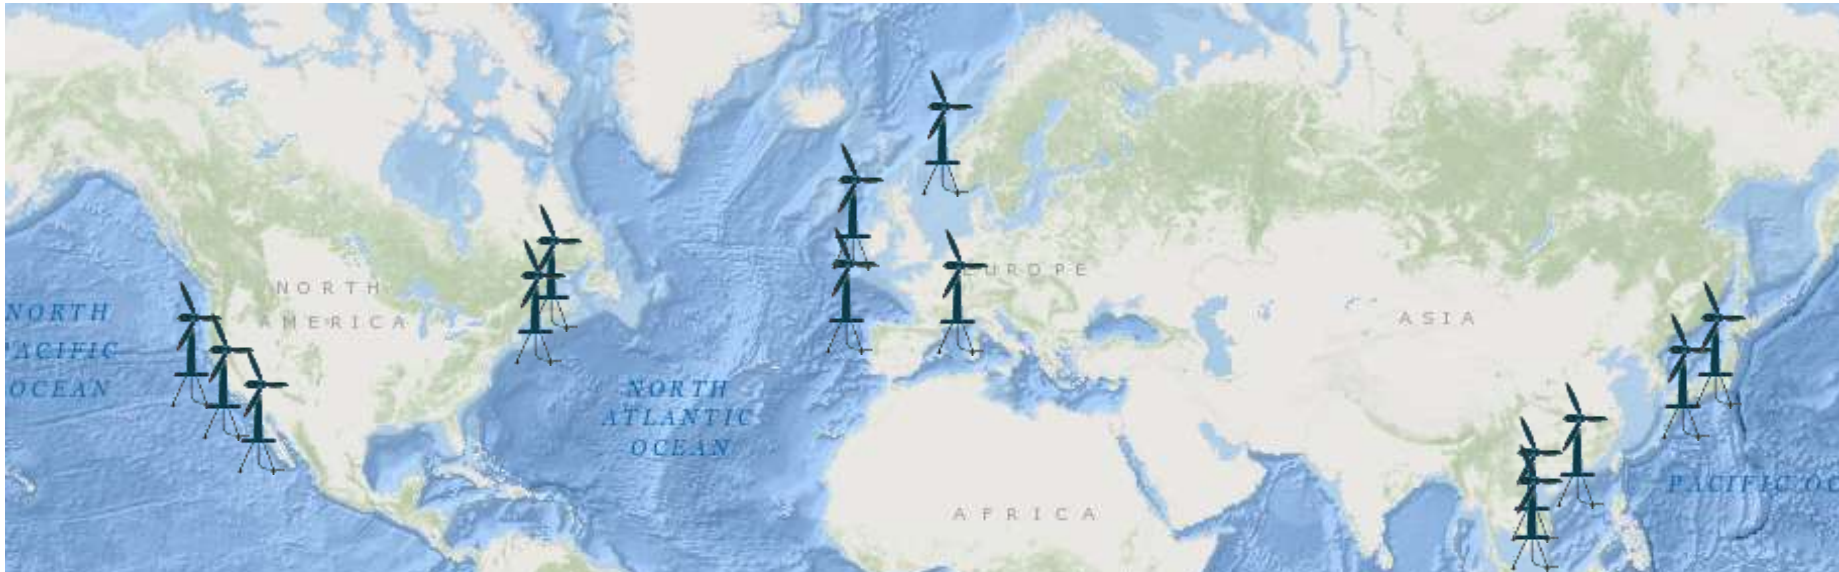 NORTH
PACIFIC
OCEAN
NORTH
AMERICA
NORTH
ATLANTIC
OCEAN
EUROPE
AFRICA
ASIA
PACIFIC OC